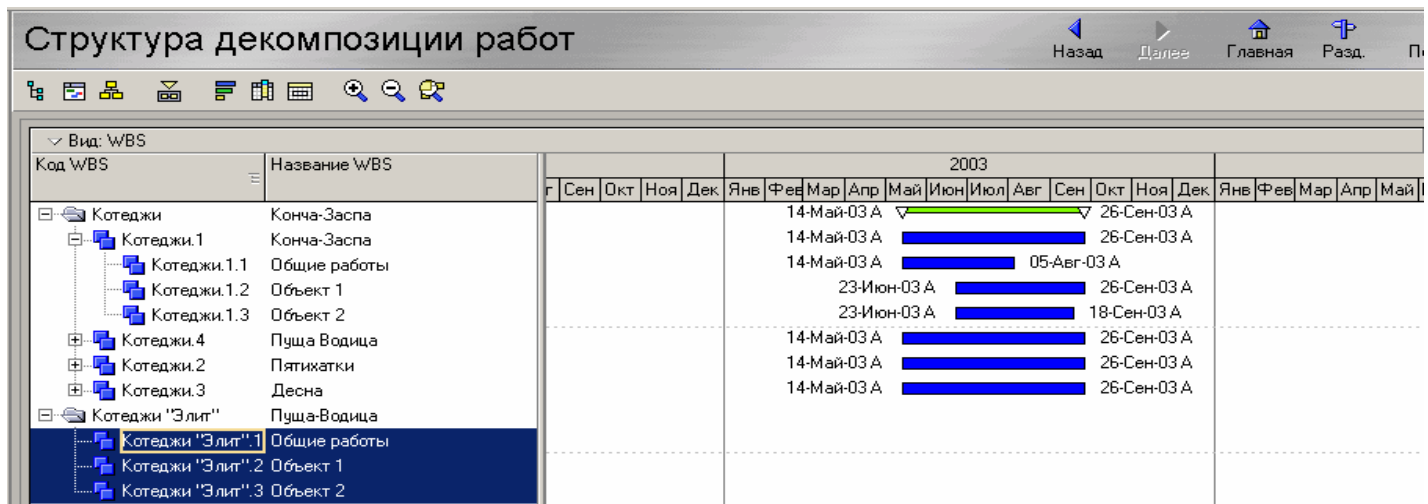 Структура декомпозиции работ
Назад Далее Главная Разд.
Вид: WBS
Код WBS Название WBS 2003
Сен Окт Ноя Дек Янв Фев Мар Апр Май Июн Июл Авг Сен Окт Ноя Дек Янв Фев Мар Апр Май
Котеджи Конча-Заспа 14-Май-03 A 26-Сен-03 A
Котеджи.1 Конча-Заспа 14-Май-03 A 26-Сен-03 A
Котеджи.1.1 Общие работы 14-Май-03 A 05-Авг-03 A
Котеджи.1.2 Объект 1 23-Июн-03 A 26-Сен-03 A
Котеджи.1.3 Объект 2 23-Июн-03 A 18-Сен-03 A
Котеджи.4 Пуща Водица 14-Май-03 A 26-Сен-03 A
Котеджи.2 Пятихатки 14-Май-03 A 26-Сен-03 A
Котеджи.3 Десна 14-Май-03 A 26-Сен-03 A
Котеджи "Элит" Пуща-Водица
Котеджи "Элит".1 Общие работы
Котеджи "Элит".2 Объект 1
Котеджи "Элит".3 Объект 2